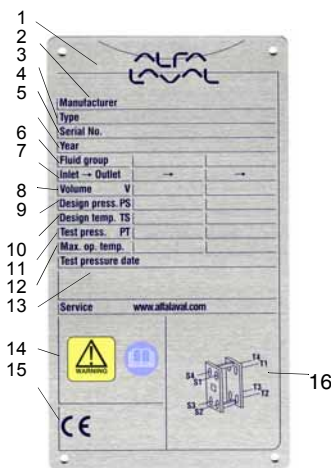 1
2
3
4
5
6
7
8
9
10
11
12
13
14
15
16
ALFA
LAVAL
Manufacturer
Type
Serial No.
Year
Fluid group
Inlet → Outlet → →
Volume V
Design press. PS
Design temp. TS
Test press. PT
Max. op. temp.
Test pressure date
Service www.alfalaval.com
WARNING
CE
S4
S1
T4
T1
S3
S2
T3
T2